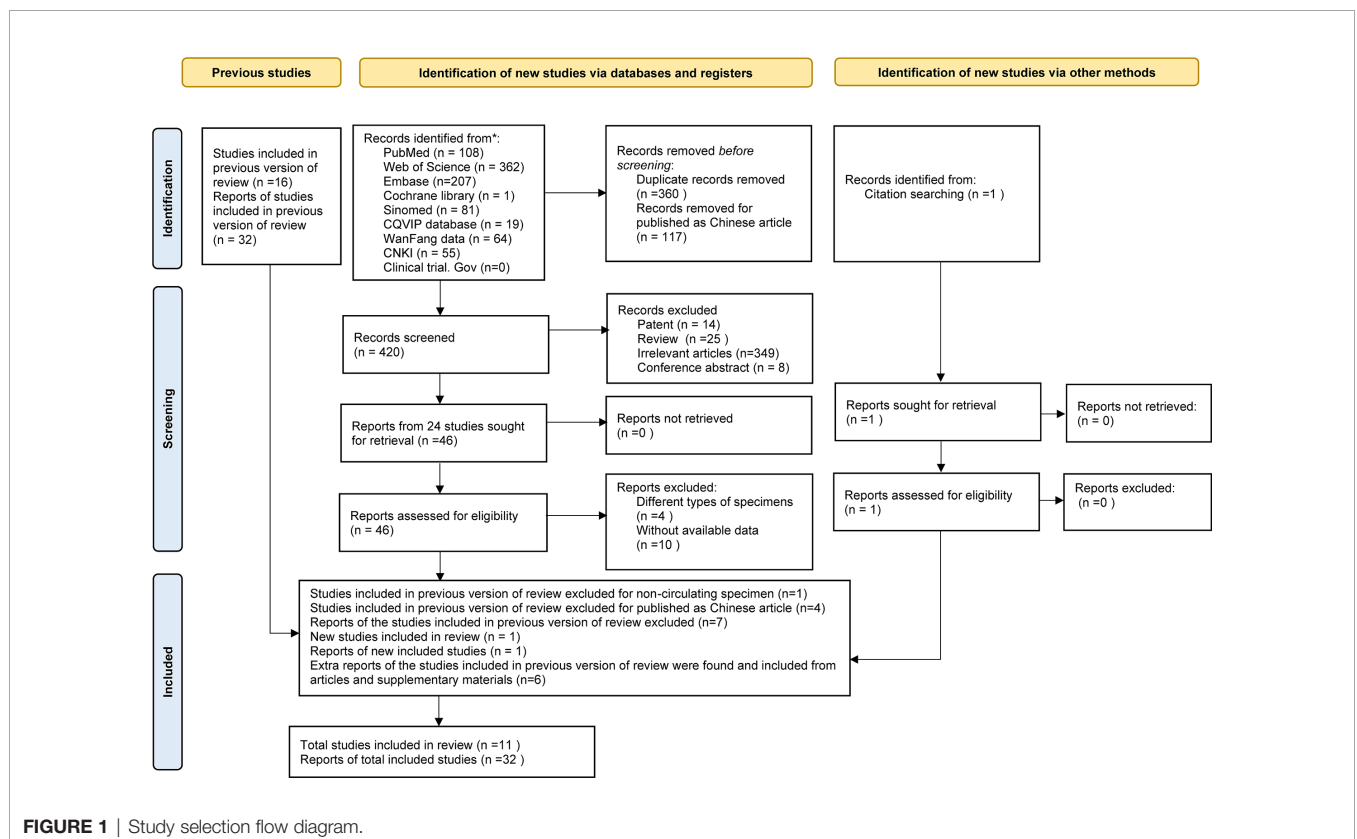 Previous studies
Identification of new studies via databases and registers
Identification of new studies via other methods
Identification
Studies included in
previous version of
review (n =16)
Reports of studies
included in previous
version of review
(n = 32)
Records identified from*:
PubMed (n = 108)
Web of Science (n = 362)
Embase (n=207)
Cochrane library (n = 1)
Sinomed (n = 81)
CQVIP database (n = 19)
WanFang data (n = 64)
CNKI (n = 55)
Clinical trial. Gov (n=0)
Records removed before
screening:
Duplicate records removed
(n =360 )
Records removed for
published as Chinese article
(n = 117)
Records identified from:
Citation searching (n =1 )
Screening
Records screened
(n = 420)
Records excluded
Patent (n = 14)
Review (n =25 )
Irrelevant articles (n=349)
Conference abstract (n = 8)
Reports from 24 studies sought
for retrieval (n =46)
Reports not retrieved
(n =0 )
Reports sought for retrieval
(n =1 )
Reports not retrieved:
(n = 0)
Reports assessed for eligibility
(n = 46)
Reports excluded:
Different types of specimens
(n =4 )
Without available data
(n =10 )
Reports assessed for eligibility
(n = 1)
Reports excluded:
(n =0 )
Included
Studies included in previous version of review excluded for non-circulating specimen (n=1)
Studies included in previous version of review excluded for published as Chinese article (n=4)
Reports of the studies included in previous version of review excluded (n=7)
New studies included in review (n = 1)
Reports of new included studies (n = 1)
Extra reports of the studies included in previous version of review were found and included from
articles and supplementary materials (n=6)
Total studies included in review (n =11 )
Reports of total included studies (n =32 )
FIGURE 1 | Study selection flow diagram.